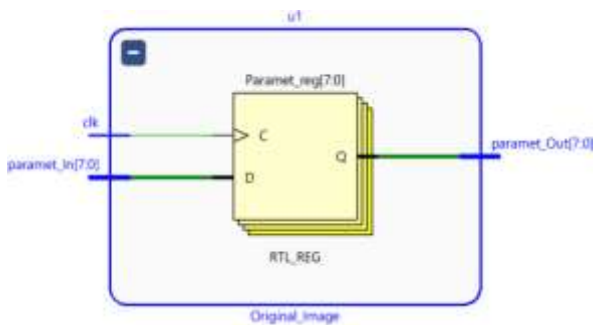 u1
Paramet_reg[7:0]
clk
C
paramet_In[7:0]
D
Q
paramet_Out[7:0]
RTL_REG
Original_Image